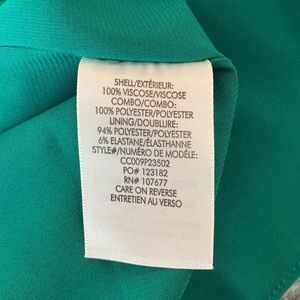 SHELL/EXTÉRIEUR:
100% VISCOSE/VISCOSE
COMBO/COMBO:
100% POLYESTER/POLYESTER
LINING/DOUBLURE:
94% POLYESTER/POLYESTER
6% ELASTANE/ÉLASTHANNE
STYLE#/NUMÉRO DE MODÈLE:
CC009P23502
PO# 123182
RN# 107677
CARE ON REVERSE
ENTRETIEN AU VERSO